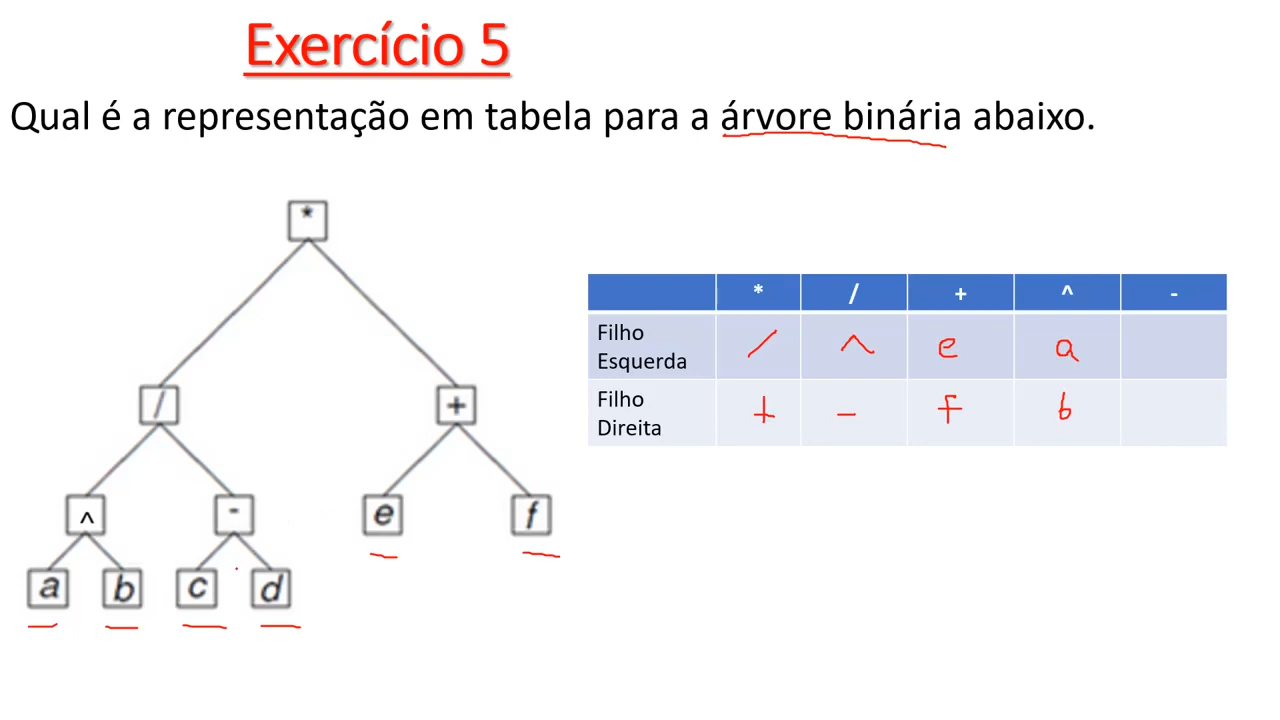 Exercício 5
Qual é a representação em tabela para a árvore binária abaixo.
*
/ +
^ - e f
a b c d
* / + ^ -
Filho Esquerda / ^ e a
Filho Direita + - f b